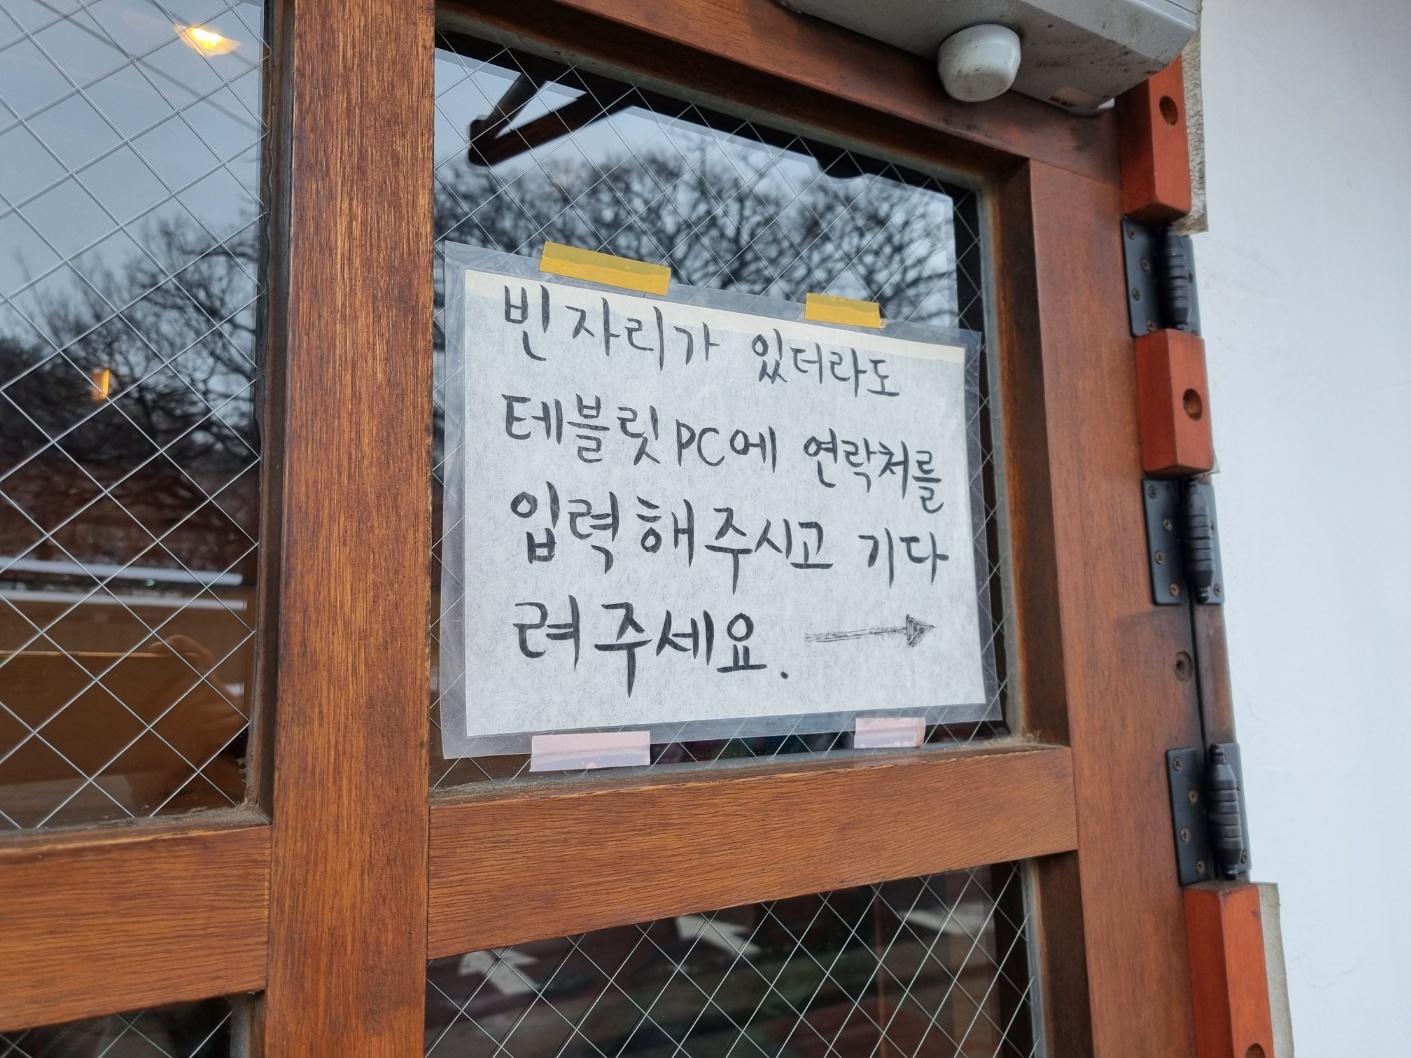 빈자리가 있더라도
테블릿PC에 연락처를
입력해주시고 기다
려주세요. →